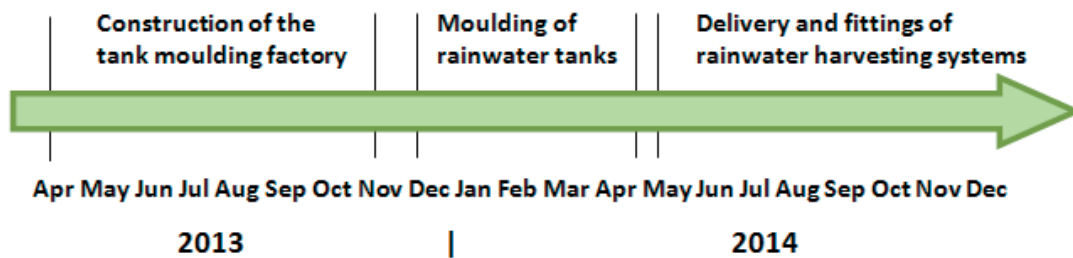 Construction of the
tank moulding factory
Moulding of
rainwater tanks
Delivery and fittings of
rainwater harvesting systems
Apr May Jun Jul Aug Sep Oct Nov Dec Jan Feb Mar Apr May Jun Jul Aug Sep Oct Nov Dec
2013 | 2014